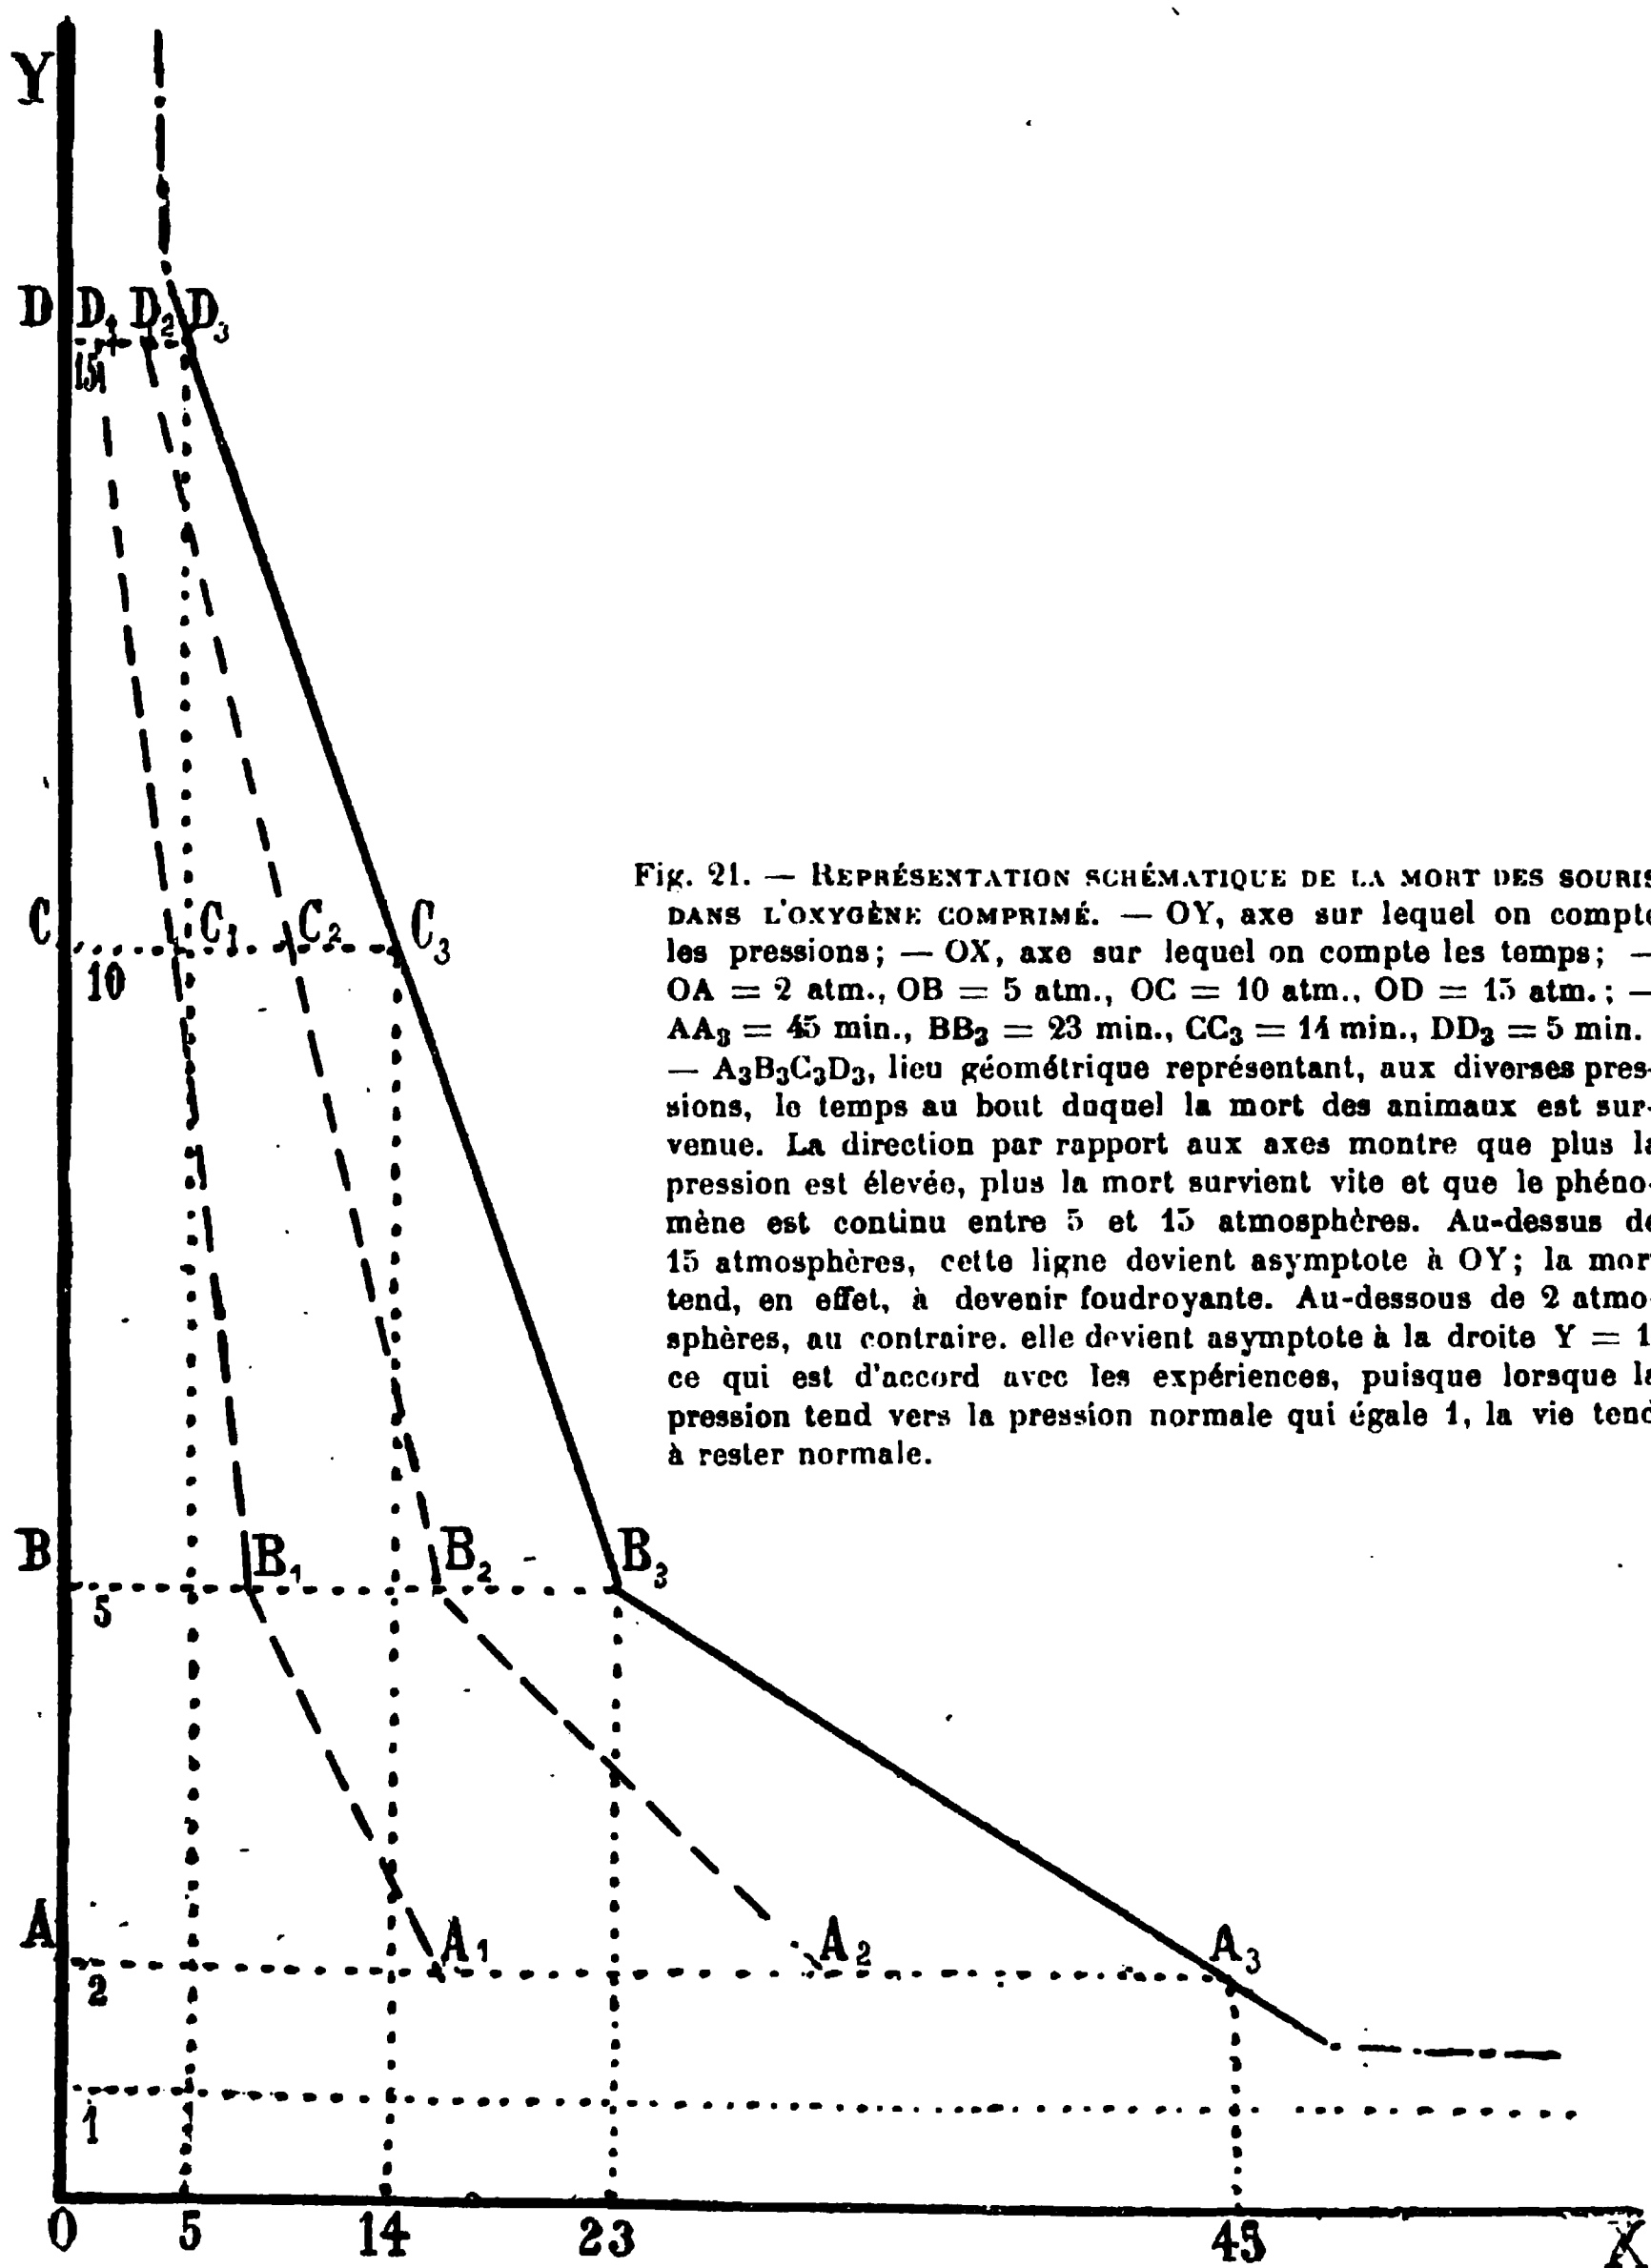 Y
D D₁ D₂ D₃
15
C C₁ C₂ C₃
10
Fig. 21. — REPRÉSENTATION SCHÉMATIQUE DE LA MORT DES SOURIS
DANS L'OXYGÈNE COMPRIMÉ. — OY, axe sur lequel on compte
les pressions; — OX, axe sur lequel on compte les temps; —
OA = 2 atm., OB = 5 atm., OC = 10 atm., OD = 15 atm.; —
AA₃ = 45 min., BB₃ = 23 min., CC₃ = 14 min., DD₃ = 5 min.
— A₃B₃C₃D₃, lieu géométrique représentant, aux diverses pres-
sions, le temps au bout duquel la mort des animaux est sur-
venue. La direction par rapport aux axes montre que plus la
pression est élevée, plus la mort survient vite et que le phéno-
mène est continu entre 5 et 15 atmosphères. Au-dessus de
15 atmosphères, cette ligne devient asymptote à OY; la mort
tend, en effet, à devenir foudroyante. Au-dessous de 2 atmo-
sphères, au contraire. elle devient asymptote à la droite Y = 1
ce qui est d'accord avec les expériences, puisque lorsque la
pression tend vers la pression normale qui égale 1, la vie tend
à rester normale.
B B₁ B₂ B₃
5
A A₁ A₂ A₃
2
1
0 5 14 23 45 X